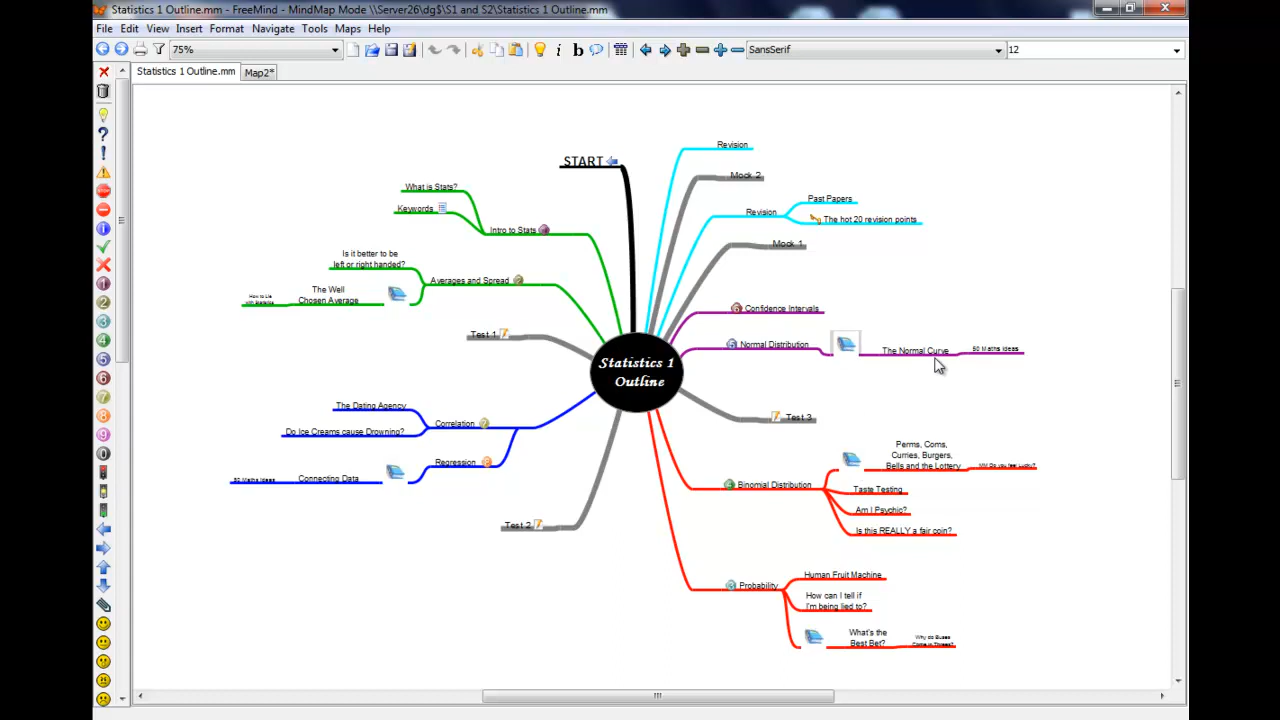 Statistics 1 Outline.mm - FreeMind - MindMap Mode \\Server26\dg$\S1 and S2\Statistics 1 Outline.mm
File Edit View Insert Format Navigate Tools Maps Help
75%
i b
SansSerif
12
Statistics 1 Outline.mm
Map2*
START
Revision
Mock 2
What is Stats?
Keywords
Intro to Stats
Revision
Past Papers
The hot 20 revision points
Mock 1
Is it better to be
left or right handed?
Averages and Spread
The Well
Chosen Average
How to Lie
with Statistics
Test 1
Confidence Intervals
Normal Distribution
The Normal Curve
50 Maths Ideas
Statistics 1
Outline
Test 3
The Dating Agency
Correlation
Do Ice Creams cause Drowning?
Regression
Connecting Data
50 Maths Ideas
Test 2
Perms, Coms,
Curries, Burgers,
Bells and the Lottery
MM Do you feel Lucky?
Binomial Distribution
Taste Testing
Am I Psychic?
Is this REALLY a fair coin?
Probability
Human Fruit Machine
How can I tell if
I'm being lied to?
What's the
Best Bet?
Why do Buses
Come in Threes?